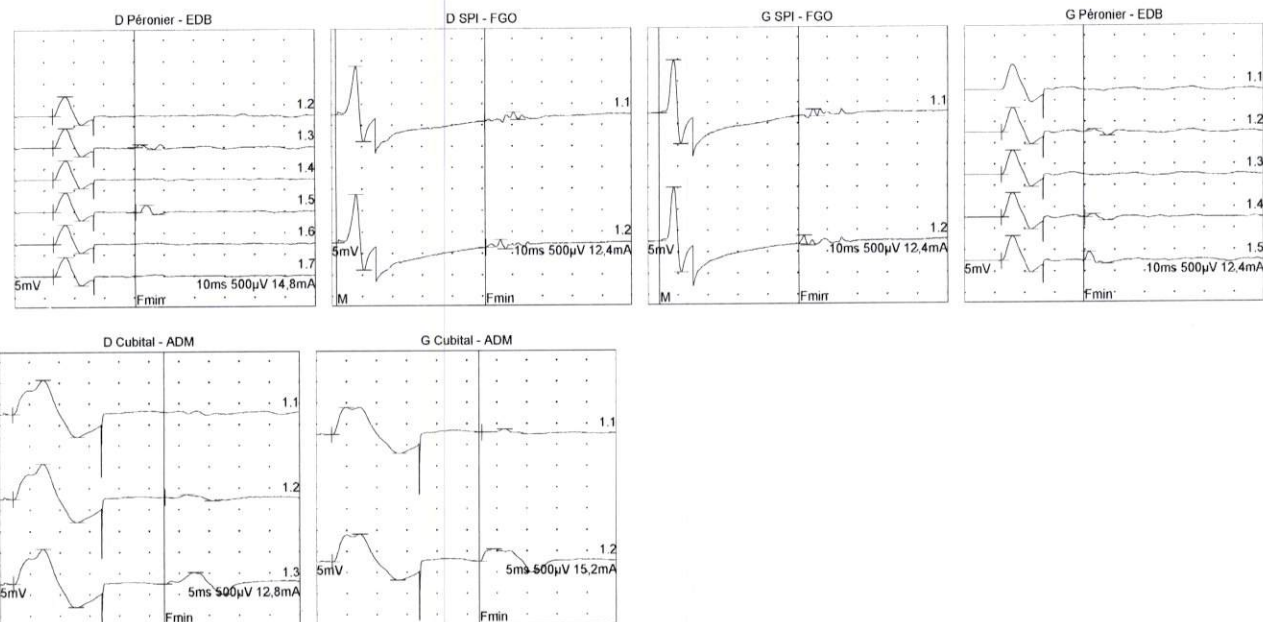 D Péronier - EDB
1.2
1.3
1.4
1.5
1.6
1.7
5mV
10ms 500µV 14,8mA
Fmin
D SPI - FGO
1.1
1.2
5mV
10ms 500µV 12,4mA
M
Fmin
G SPI - FGO
1.1
1.2
5mV
10ms 500µV 12,4mA
M
Fmin
G Péronier - EDB
1.1
1.2
1.3
1.4
1.5
5mV
10ms 500µV 12,4mA
Fmin
D Cubital - ADM
1.1
1.2
1.3
5mV
5ms 500µV 12,8mA
Fmin
G Cubital - ADM
1.1
1.2
5mV
5ms 500µV 15,2mA
Fmin